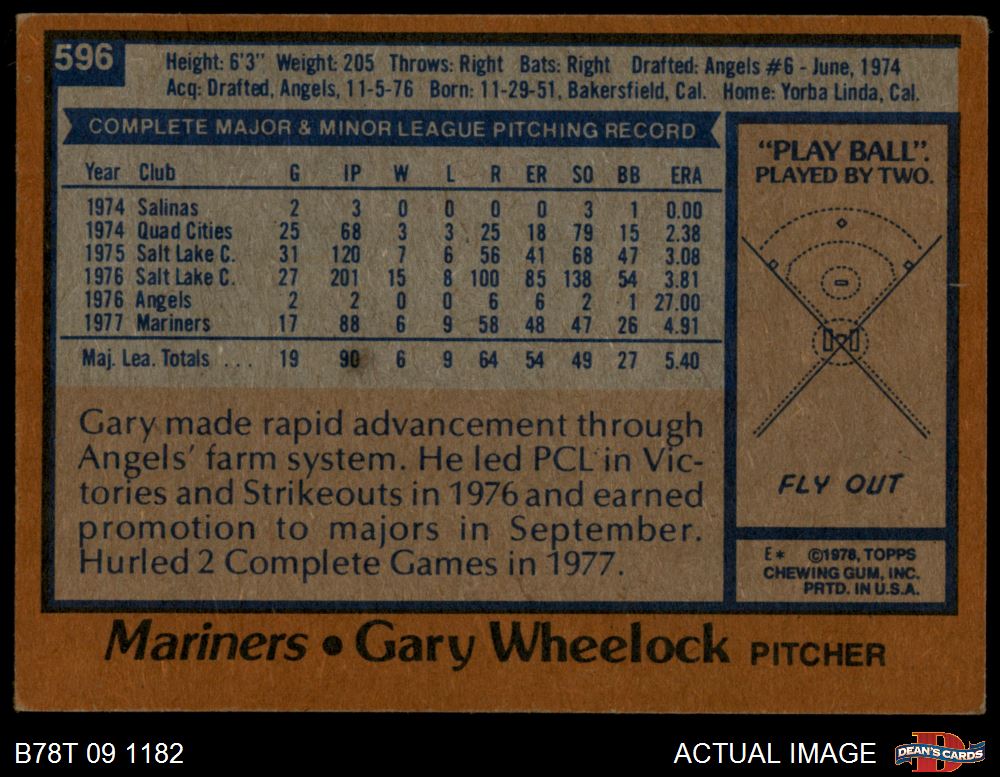 596
Height: 6'3" Weight: 205 Throws: Right Bats: Right Drafted: Angels #6 - June, 1974
Acq: Drafted, Angels, 11-5-76 Born: 11-29-51, Bakersfield, Cal. Home: Yorba Linda, Cal.
COMPLETE MAJOR & MINOR LEAGUE PITCHING RECORD
Year Club G IP W L R ER SO BB ERA
1974 Salinas 2 3 0 0 0 0 3 1 0.00
1974 Quad Cities 25 68 3 3 25 18 79 15 2.38
1975 Salt Lake C. 31 120 7 6 56 41 68 47 3.08
1976 Salt Lake C. 27 201 15 8 100 85 138 54 3.81
1976 Angels 2 2 0 0 6 6 2 1 27.00
1977 Mariners 17 88 6 9 58 48 47 26 4.91
Maj. Lea. Totals . . . 19 90 6 9 64 54 49 27 5.40
Gary made rapid advancement through
Angels' farm system. He led PCL in Vic-
tories and Strikeouts in 1976 and earned
promotion to majors in September.
Hurled 2 Complete Games in 1977.
"PLAY BALL".
PLAYED BY TWO.
FLY OUT
E* ©1978, TOPPS
CHEWING GUM, INC.
PRTD. IN U.S.A.
Mariners • Gary Wheelock PITCHER
B78T 09 1182
ACTUAL IMAGE
D
DEAN'S CARDS